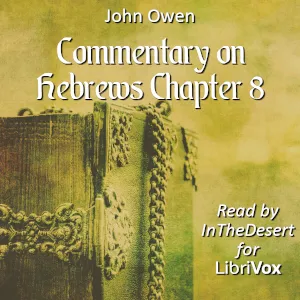 John Owen
Commentary on
Hebrews Chapter 8
Read by
InTheDesert
for
LibriVox